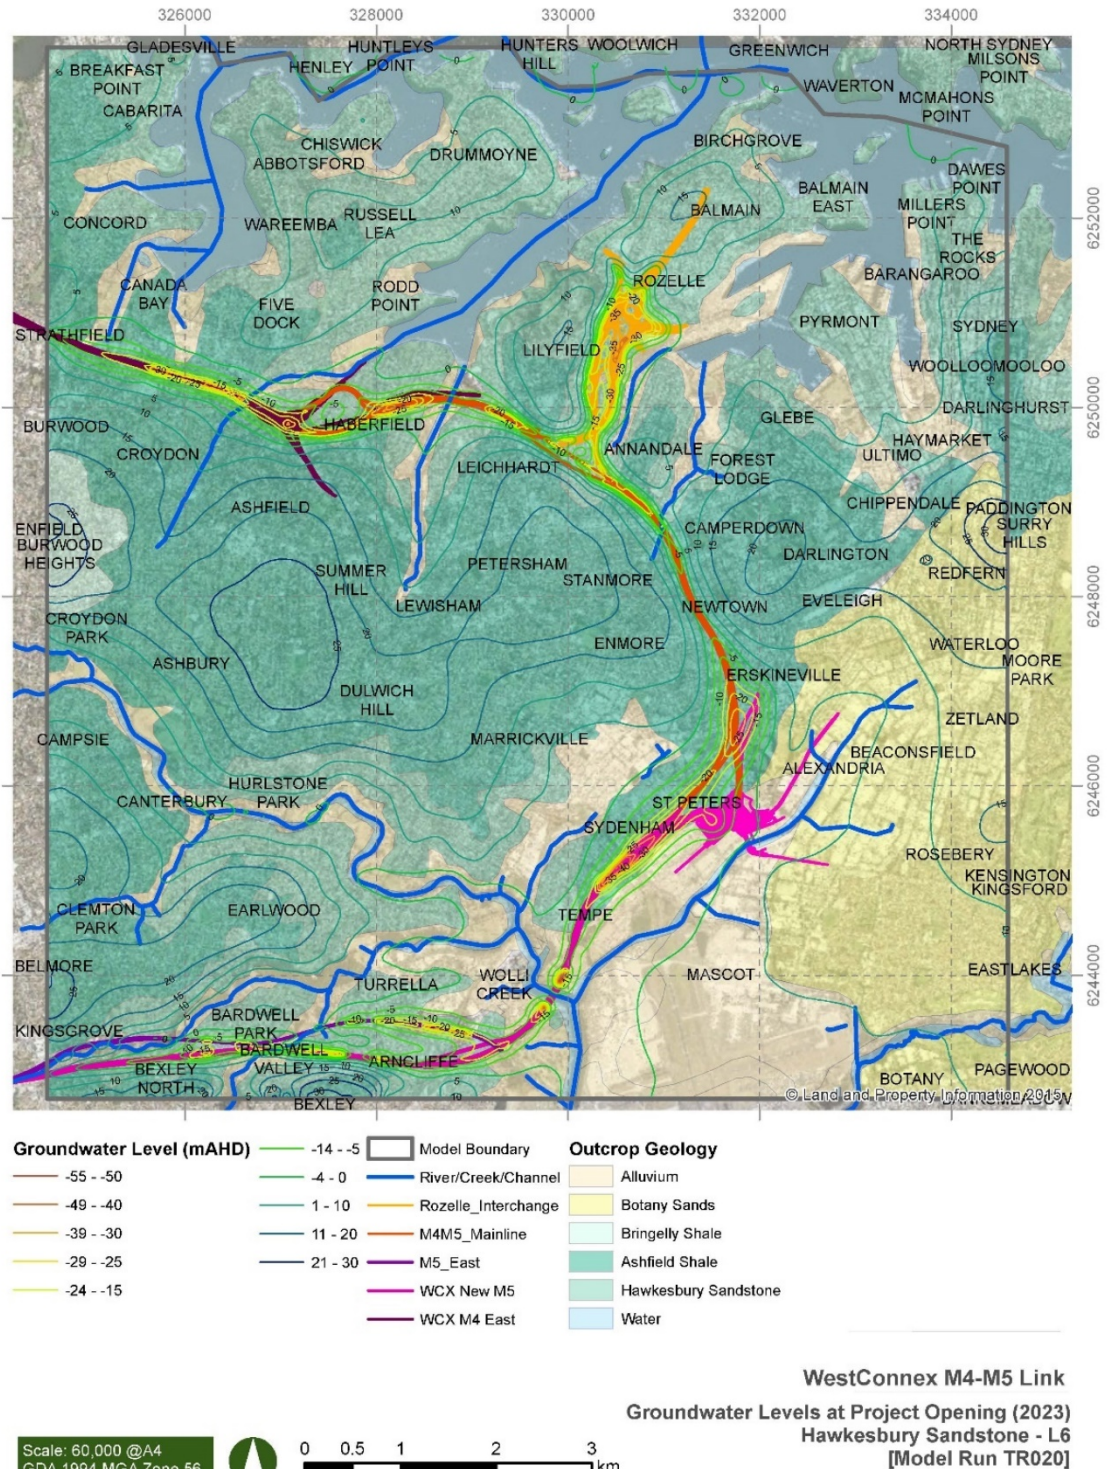 326000 328000 330000 332000 334000
GLADESVILLE
HUNTLEYS
POINT
HUNTERS
HILL
WOOLWICH
GREENWICH
NORTH SYDNEY
MILSONS
POINT
BREAKFAST
POINT
HENLEY
WAVERTON
MCMAHONS
POINT
CABARITA
CHISWICK
ABBOTSFORD
DRUMMOYNE
BIRCHGROVE
DAWES
POINT
BALMAIN
EAST
CONCORD
WAREEMBA
RUSSELL
LEA
BALMAIN
MILLERS
POINT
6252000
THE
ROCKS
BARANGAROO
CANADA
BAY
FIVE
DOCK
RODD
POINT
ROZELLE
STRATHFIELD
PYRMONT
SYDNEY
LILYFIELD
WOOLLOOMOOLOO
BURWOOD
HABERFIELD
GLEBE
DARLINGHURST
6250000
HAYMARKET
ULTIMO
CROYDON
LEICHHARDT
ANNANDALE
FOREST
LODGE
ASHFIELD
CHIPPENDALE
PADDINGTON
SURRY
HILLS
ENFIELD
BURWOOD
HEIGHTS
CAMPERDOWN
DARLINGTON
SUMMER
HILL
PETERSHAM
STANMORE
REDFERN
LEWISHAM
NEWTOWN
EVELEIGH
6248000
CROYDON
PARK
ENMORE
WATERLOO
MOORE
PARK
ASHBURY
ERSKINEVILLE
DULWICH
HILL
ZETLAND
CAMPSIE
MARRICKVILLE
BEACONSFIELD
ALEXANDRIA
HURLSTONE
PARK
CANTERBURY
ST PETERS
6246000
SYDENHAM
ROSEBERY
KENSINGTON
KINGSFORD
CLEMTON
PARK
EARLWOOD
TEMPE
BELMORE
TURRELLA
WOLLI
CREEK
MASCOT
EASTLAKES
6244000
KINGSGROVE
BARDWELL
PARK
BARDWELL
VALLEY
ARNCLIFFE
BEXLEY
NORTH
BEXLEY
BOTANY
PAGEWOOD
© Land and Property Information 2015
BANKSMEADOW
Groundwater Level (mAHD)
-55 - -50
-49 - -40
-39 - -30
-29 - -25
-24 - -15
-14 - -5
-4 - 0
1 - 10
11 - 20
21 - 30
Model Boundary
River/Creek/Channel
Rozelle_Interchange
M4M5_Mainline
M5_East
WCX New M5
WCX M4 East
Outcrop Geology
Alluvium
Botany Sands
Bringelly Shale
Ashfield Shale
Hawkesbury Sandstone
Water
WestConnex M4-M5 Link
Groundwater Levels at Project Opening (2023)
Hawkesbury Sandstone - L6
[Model Run TR020]
Scale: 60,000 @A4
GDA 1994 MGA Zone 56
0 0.5 1 2 3
km